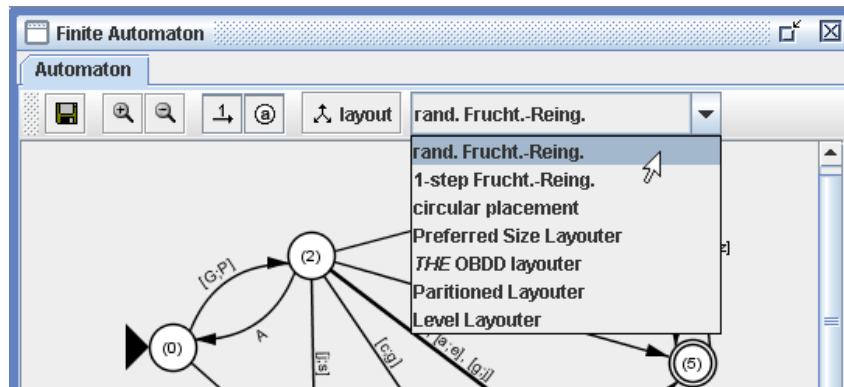 Finite Automaton
Automaton
1 a layout rand. Frucht.-Reing.
rand. Frucht.-Reing.
1-step Frucht.-Reing.
circular placement
Preferred Size Layouter
THE OBDD layouter
Paritioned Layouter
Level Layouter
(2)
[G;P]
A
(0)
[j;s]
[c;g]
[a;e], [g;j]
(5)